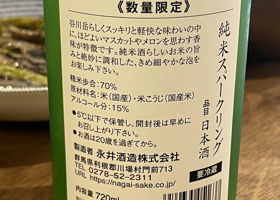 《数量限定》
谷川岳らしくスッキリと軽快な味わいの中
に、ほどよいマスカットやメロンを思わす香
味が特徴です。純米酒らしいお米の旨
みと絶妙に調和した、きめ細やかな泡を
お楽しみ下さい。
精米歩合:70%
原材料名:米(国産)・米こうじ(国産米)
アルコール分:15%
●5℃以下で保管し、開封後は早めに
お召し上がり下さい。
●お酒は20歳を過ぎてから。
製造者 永井酒造株式会社
群馬県利根郡川場村門前713
TEL 0278-52-2311
https://nagai-sake.co.jp/
720ml
純米スパークリング
品目 日本酒
要冷蔵